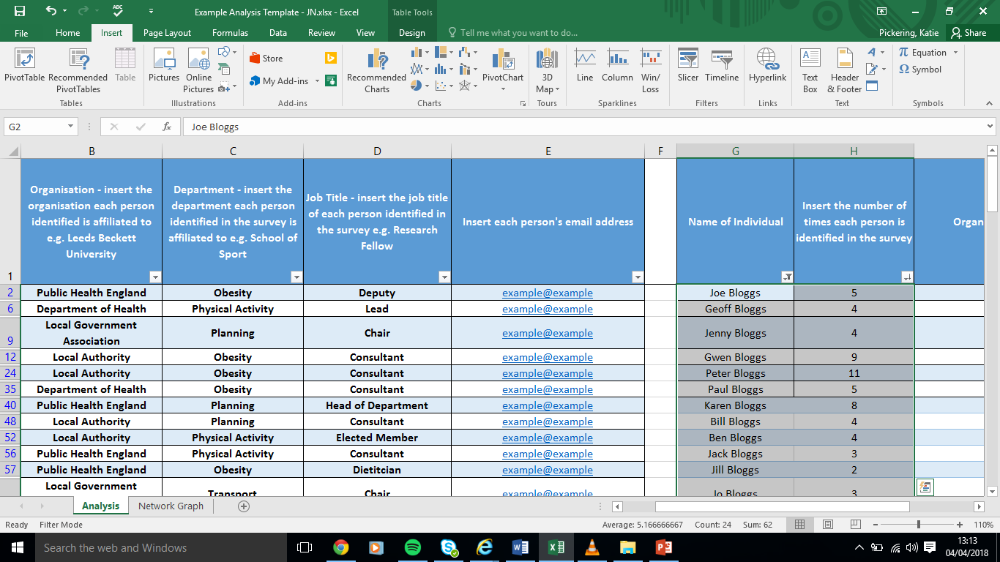 Example Analysis Template - JN.xlsx - Excel
Table Tools
File Home Insert Page Layout Formulas Data Review View Design Tell me what you want to do... Pickering, Katie Share
PivotTable
Recommended
PivotTables
Table
Tables
Pictures
Online
Pictures
Illustrations
Store
My Add-ins
Add-ins
Recommended
Charts
PivotChart
Charts
3D
Map
Tours
Line
Column
Win/
Loss
Sparklines
Slicer
Timeline
Filters
Hyperlink
Links
Text
Box
Header
& Footer
Text
Equation
Symbol
Symbols
G2 fx Joe Bloggs
B C D E F G H
1
Organisation - insert the
organisation each person
identified is affiliated to
e.g. Leeds Beckett
University
Department - insert the
department each person
identified in the survey is
affiliated to e.g. School of
Sport
Job Title - insert the job title
of each person identified in
the survey e.g. Research
Fellow
Insert each person's email address
Name of Individual
Insert the number of
times each person is
identified in the survey
Organ
2 Public Health England Obesity Deputy example@example Joe Bloggs 5
6 Department of Health Physical Activity Lead example@example Geoff Bloggs 4
9 Local Government
Association Planning Chair example@example Jenny Bloggs 4
12 Local Authority Obesity Consultant example@example Gwen Bloggs 9
24 Local Authority Obesity Consultant example@example Peter Bloggs 11
35 Department of Health Obesity Consultant example@example Paul Bloggs 5
40 Public Health England Planning Head of Department example@example Karen Bloggs 8
48 Local Authority Planning Consultant example@example Bill Bloggs 4
52 Local Authority Physical Activity Elected Member example@example Ben Bloggs 4
56 Public Health England Physical Activity Consultant example@example Jack Bloggs 3
57 Public Health England Obesity Dietitcian example@example Jill Bloggs 2
Local Government
Transport Chair example@example Jo Bloggs 3
Analysis Network Graph
Ready Filter Mode Average: 5.166666667 Count: 24 Sum: 62 110%
Search the web and Windows
13:13
04/04/2018